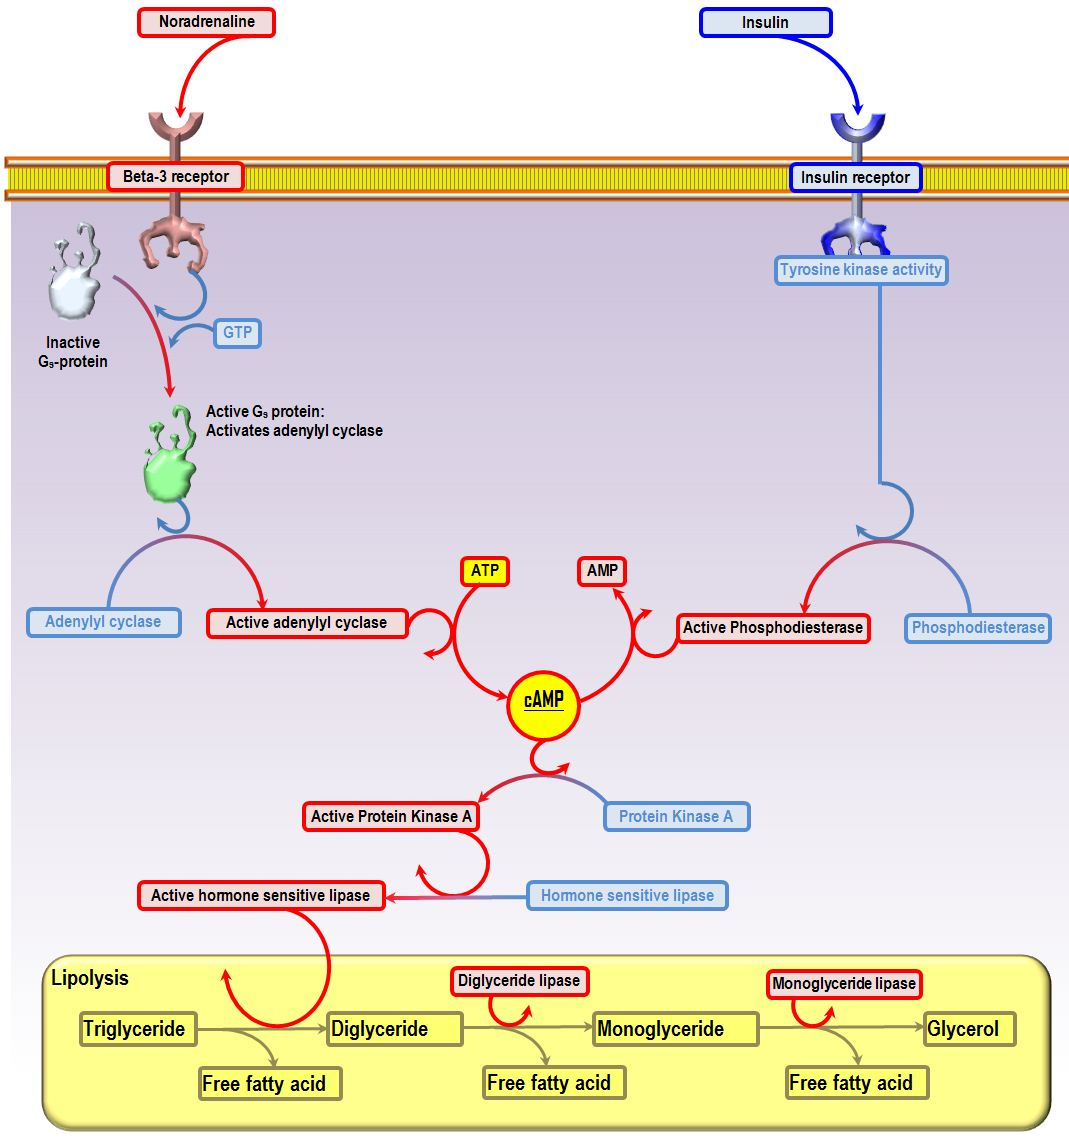 Noradrenaline
Insulin
Beta-3 receptor
Insulin receptor
Tyrosine kinase activity
GTP
Inactive
Gₛ-protein
Active Gₛ protein:
Activates adenylyl cyclase
ATP
AMP
Adenylyl cyclase
Active adenylyl cyclase
Active Phosphodiesterase
Phosphodiesterase
cAMP
Active Protein Kinase A
Protein Kinase A
Active hormone sensitive lipase
Hormone sensitive lipase
Lipolysis
Diglyceride lipase
Monoglyceride lipase
Triglyceride
Diglyceride
Monoglyceride
Glycerol
Free fatty acid
Free fatty acid
Free fatty acid